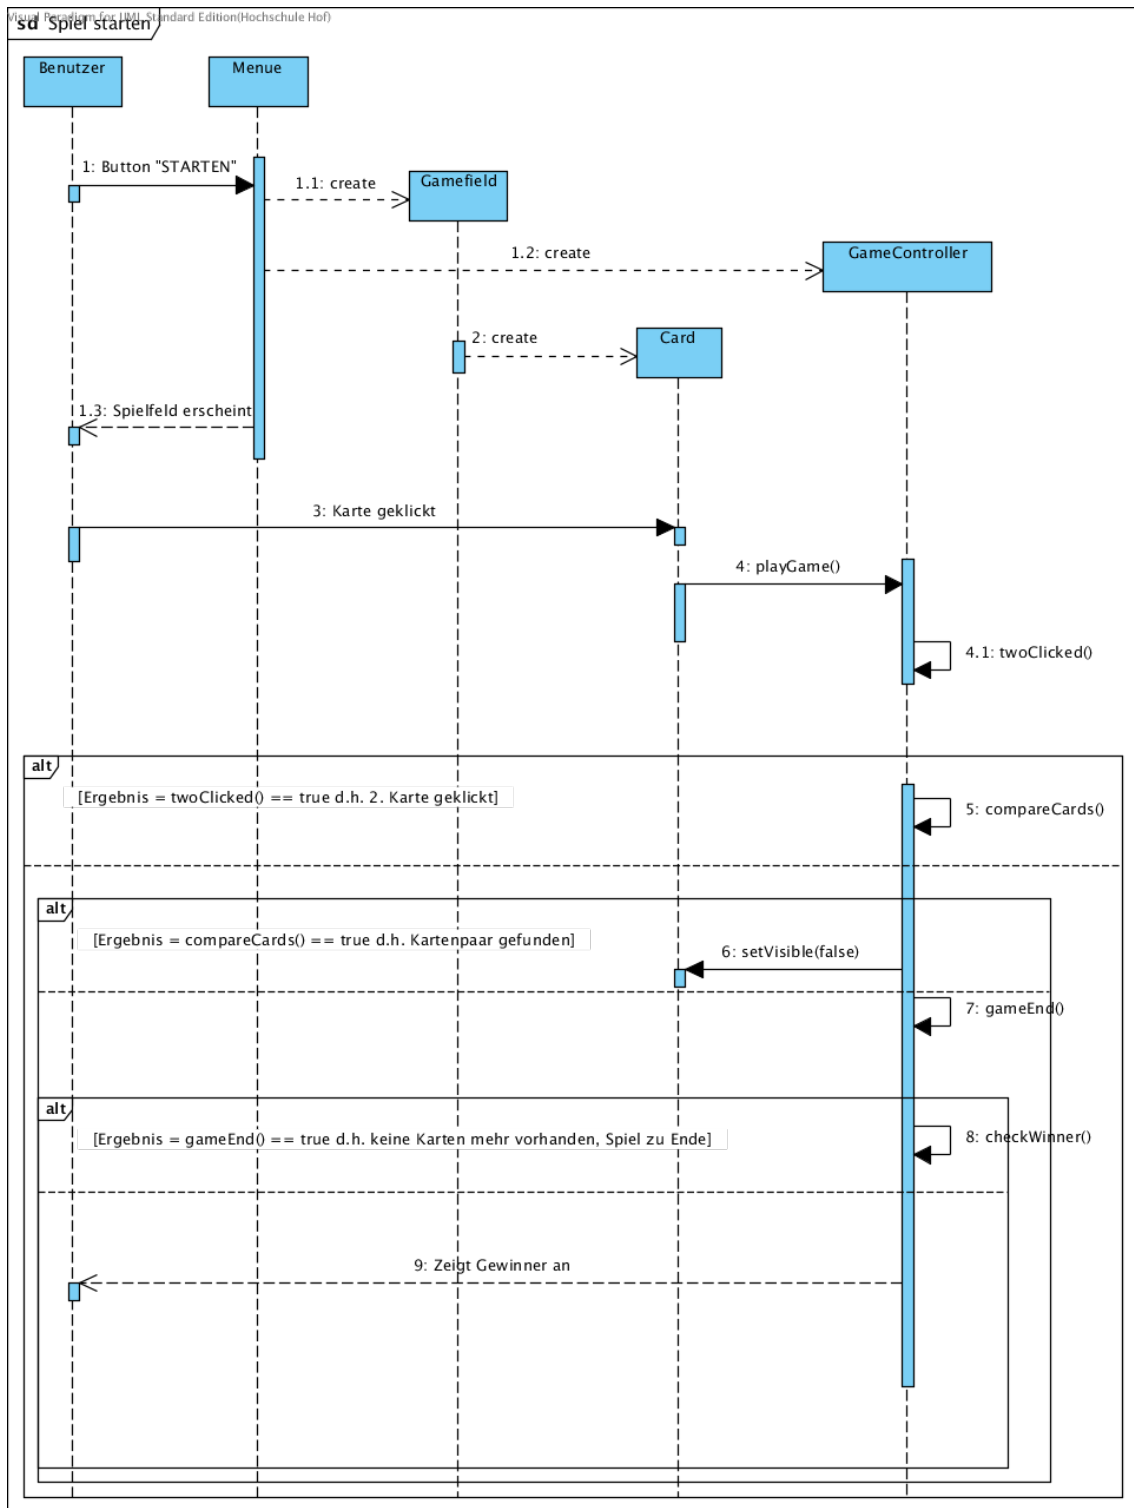 Visual Paradigm for UML Standard Edition(Hochschule Hof)
sd Spiel starten
Benutzer
Menue
1: Button "STARTEN"
1.1: create
Gamefield
1.2: create
GameController
2: create
Card
1.3: Spielfeld erscheint
3: Karte geklickt
4: playGame()
4.1: twoClicked()
alt
[Ergebnis = twoClicked() == true d.h. 2. Karte geklickt]
5: compareCards()
alt
[Ergebnis = compareCards() == true d.h. Kartenpaar gefunden]
6: setVisible(false)
7: gameEnd()
alt
[Ergebnis = gameEnd() == true d.h. keine Karten mehr vorhanden, Spiel zu Ende]
8: checkWinner()
9: Zeigt Gewinner an